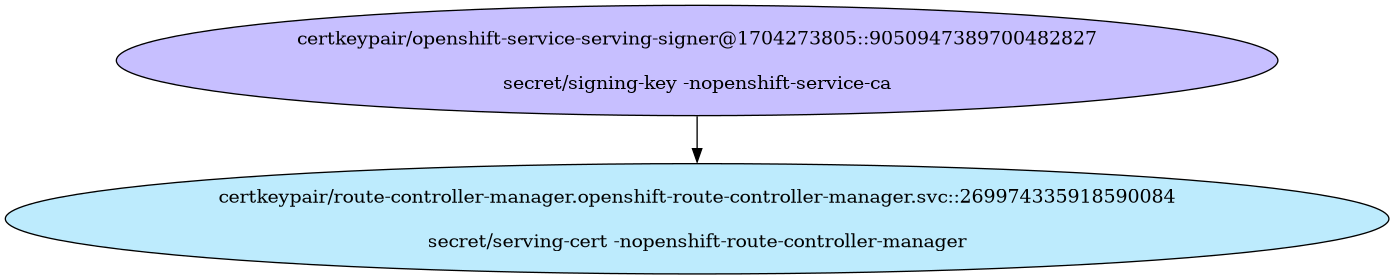 certkeypair/openshift-service-serving-signer@1704273805::9050947389700482827
secret/signing-key -nopenshift-service-ca
certkeypair/route-controller-manager.openshift-route-controller-manager.svc::269974335918590084
secret/serving-cert -nopenshift-route-controller-manager